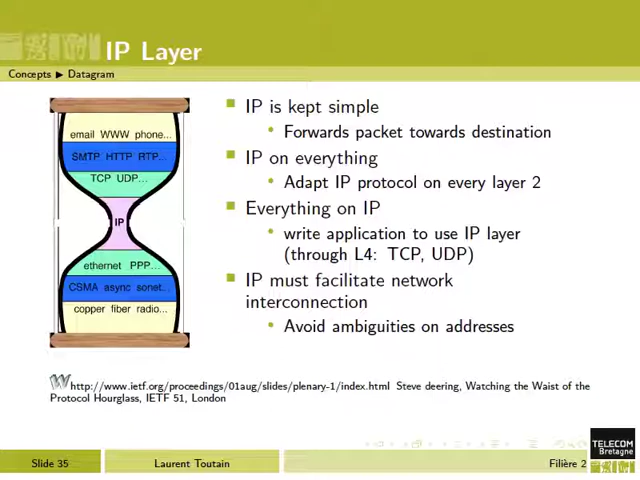 IP Layer
Concepts ▶ Datagram
email WWW phone...
SMTP HTTP RTP...
TCP UDP...
IP
ethernet PPP...
CSMA async sonet...
copper fiber radio...
IP is kept simple
Forwards packet towards destination
IP on everything
Adapt IP protocol on every layer 2
Everything on IP
write application to use IP layer
(through L4: TCP, UDP)
IP must facilitate network
interconnection
Avoid ambiguities on addresses
W http://www.ietf.org/proceedings/01aug/slides/plenary-1/index.html Steve deering, Watching the Waist of the
Protocol Hourglass, IETF 51, London
TELECOM
Bretagne
Slide 35
Laurent Toutain
Filière 2